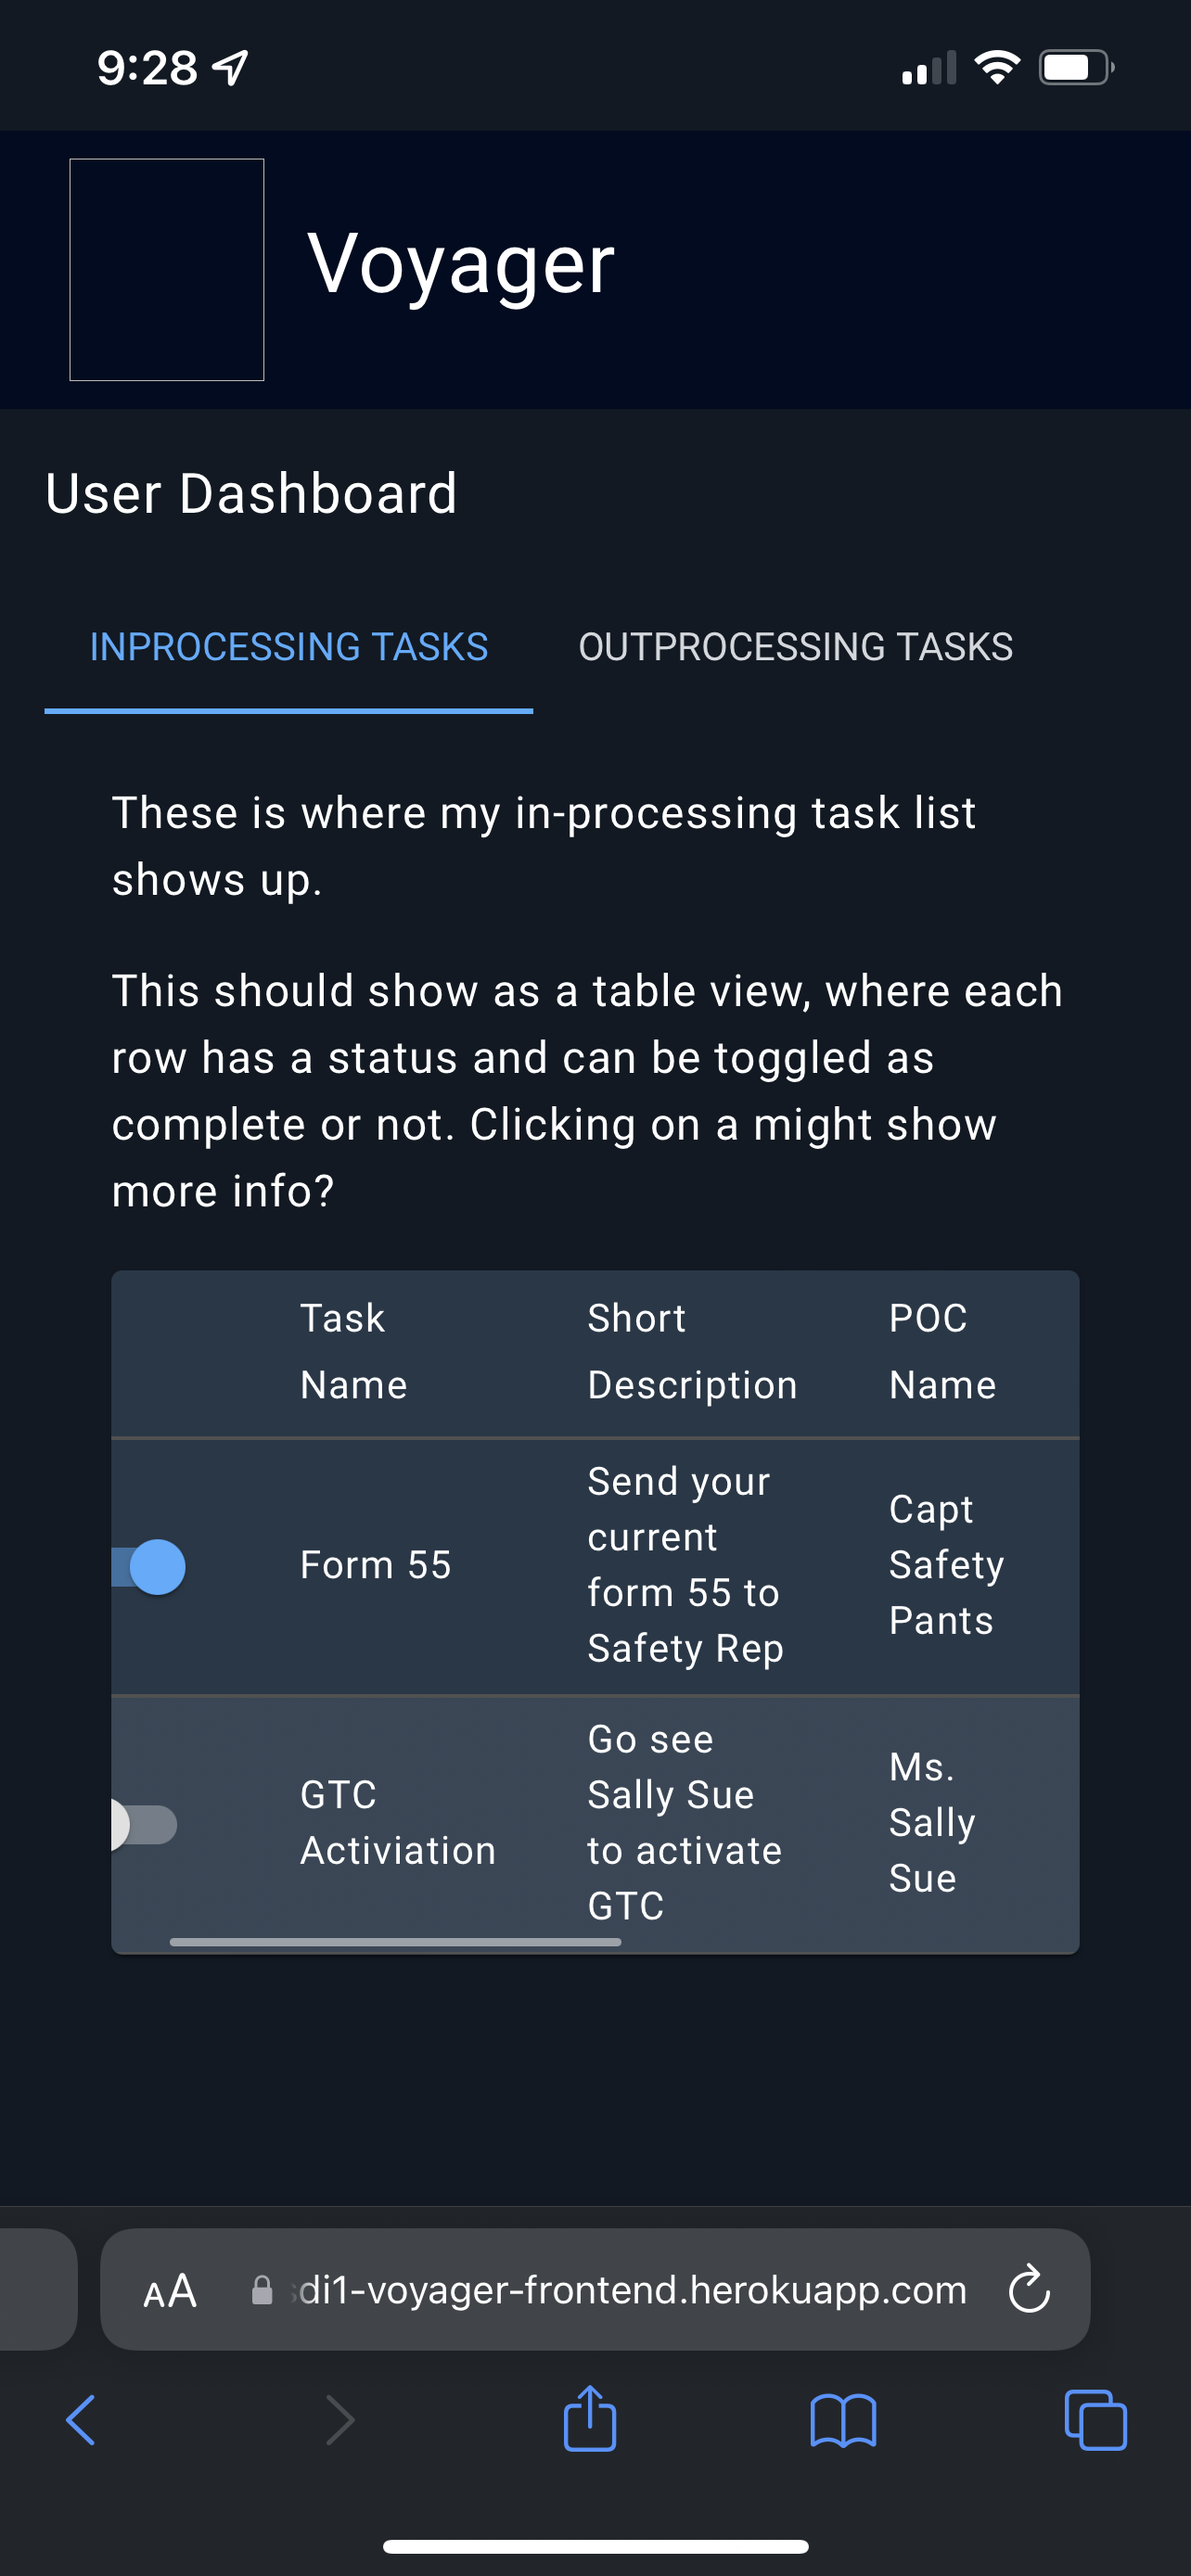 9:28
Voyager
User Dashboard
INPROCESSING TASKS OUTPROCESSING TASKS
These is where my in-processing task list
shows up.
This should show as a table view, where each
row has a status and can be toggled as
complete or not. Clicking on a might show
more info?
Task
Name
Short
Description
POC
Name
Form 55
Send your
current
form 55 to
Safety Rep
Capt
Safety
Pants
GTC
Activiation
Go see
Sally Sue
to activate
GTC
Ms.
Sally
Sue
AA di1-voyager-frontend.herokuapp.com